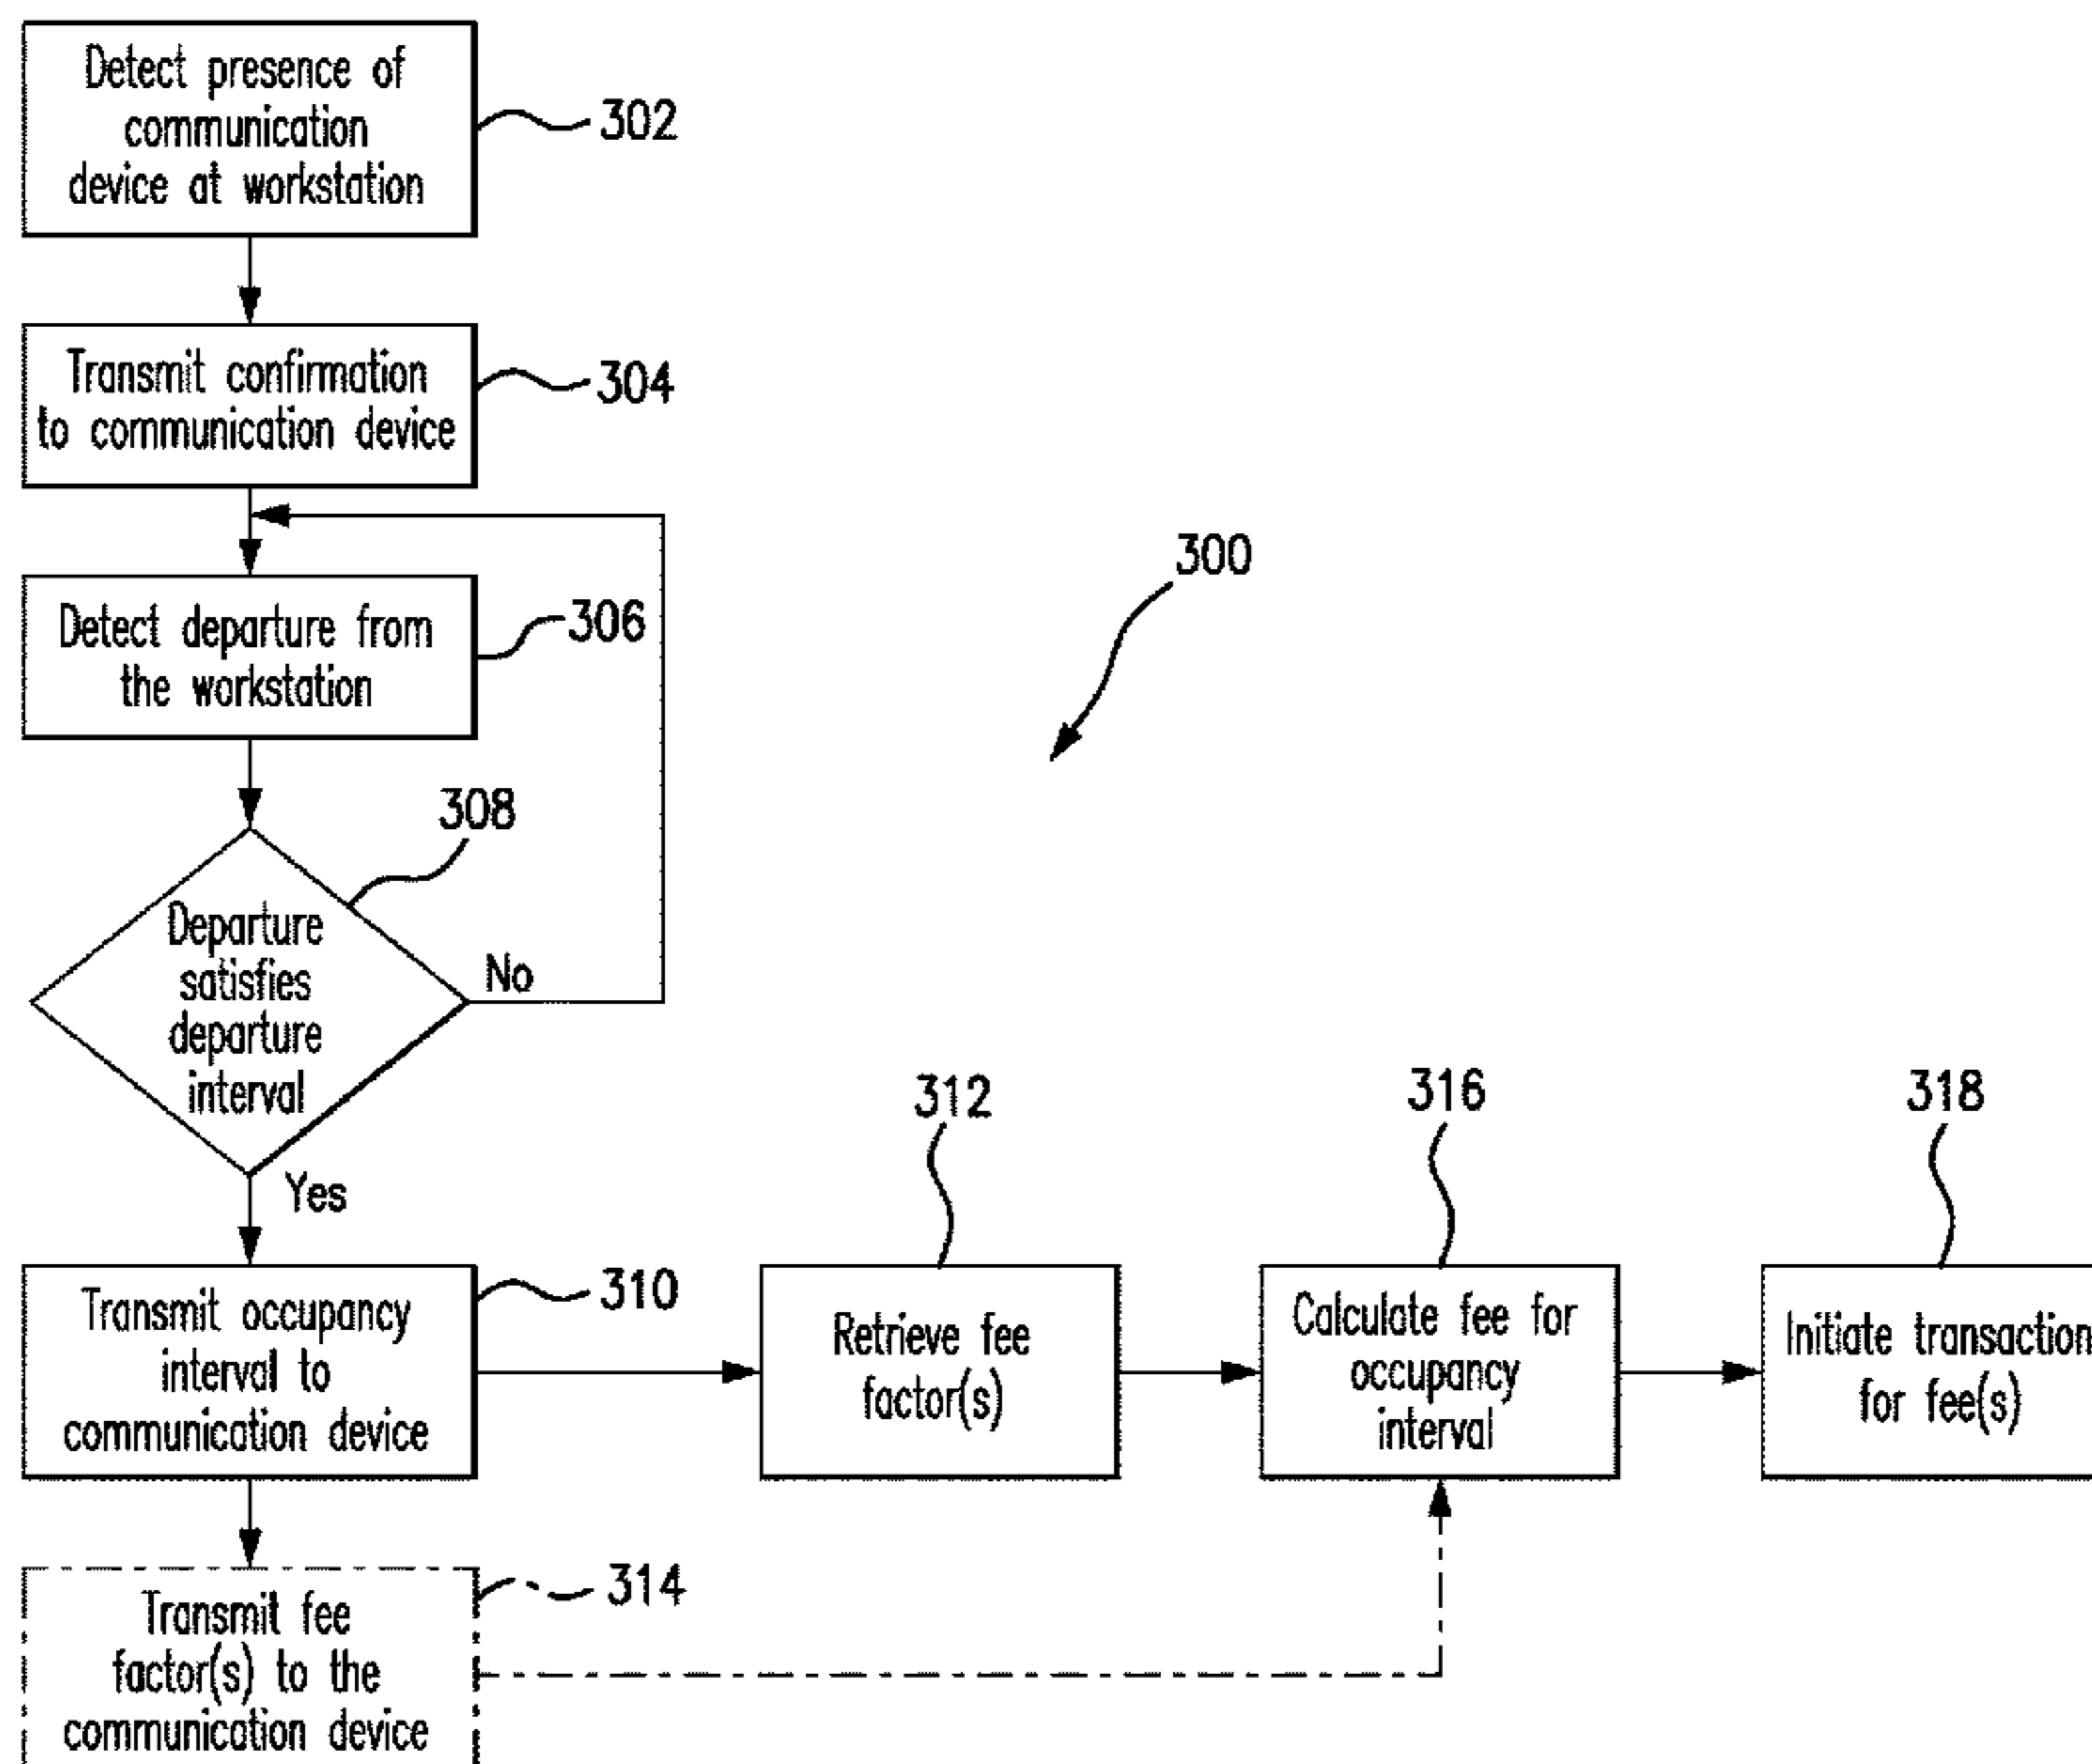 Detect presence of
communication
device at workstation
302
Transmit confirmation
to communication device
304
300
Detect departure from
the workstation
306
308
Departure
satisfies
departure
interval
No
Yes
312
316
318
Transmit occupancy
interval to
communication device
310
Retrieve fee
factor(s)
Calculate fee for
occupancy
interval
Initiate transaction
for fee(s)
Transmit fee
factor(s) to the
communication device
314